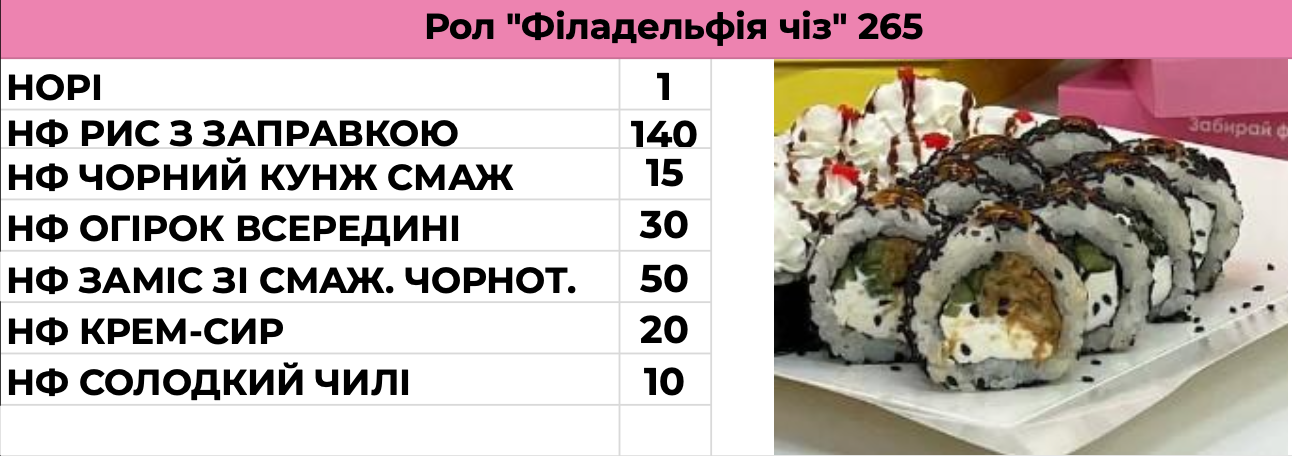 Рол "Філадельфія чіз" 265
НОРІ 1
НФ РИС З ЗАПРАВКОЮ 140
НФ ЧОРНИЙ КУНЖ СМАЖ 15
НФ ОГІРОК ВСЕРЕДИНІ 30
НФ ЗАМІС ЗІ СМАЖ. ЧОРНОТ. 50
НФ КРЕМ-СИР 20
НФ СОЛОДКИЙ ЧИЛІ 10
Забирай